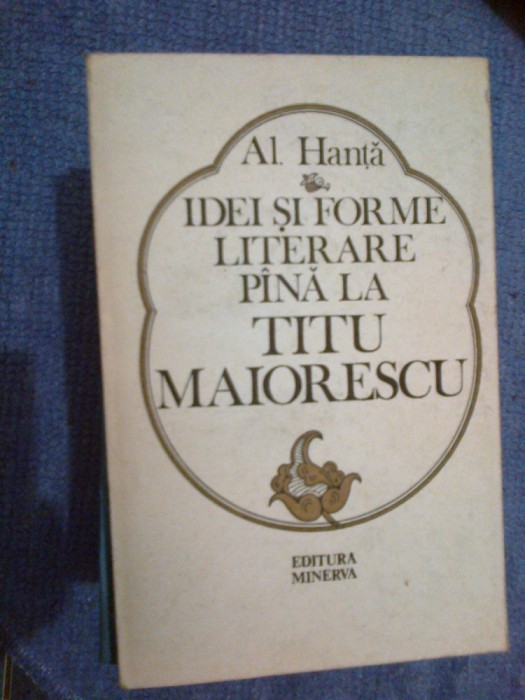 Al. Hanță
IDEI ȘI FORME
LITERARE
PÎNĂ LA
TITU
MAIORESCU
EDITURA
MINERVA